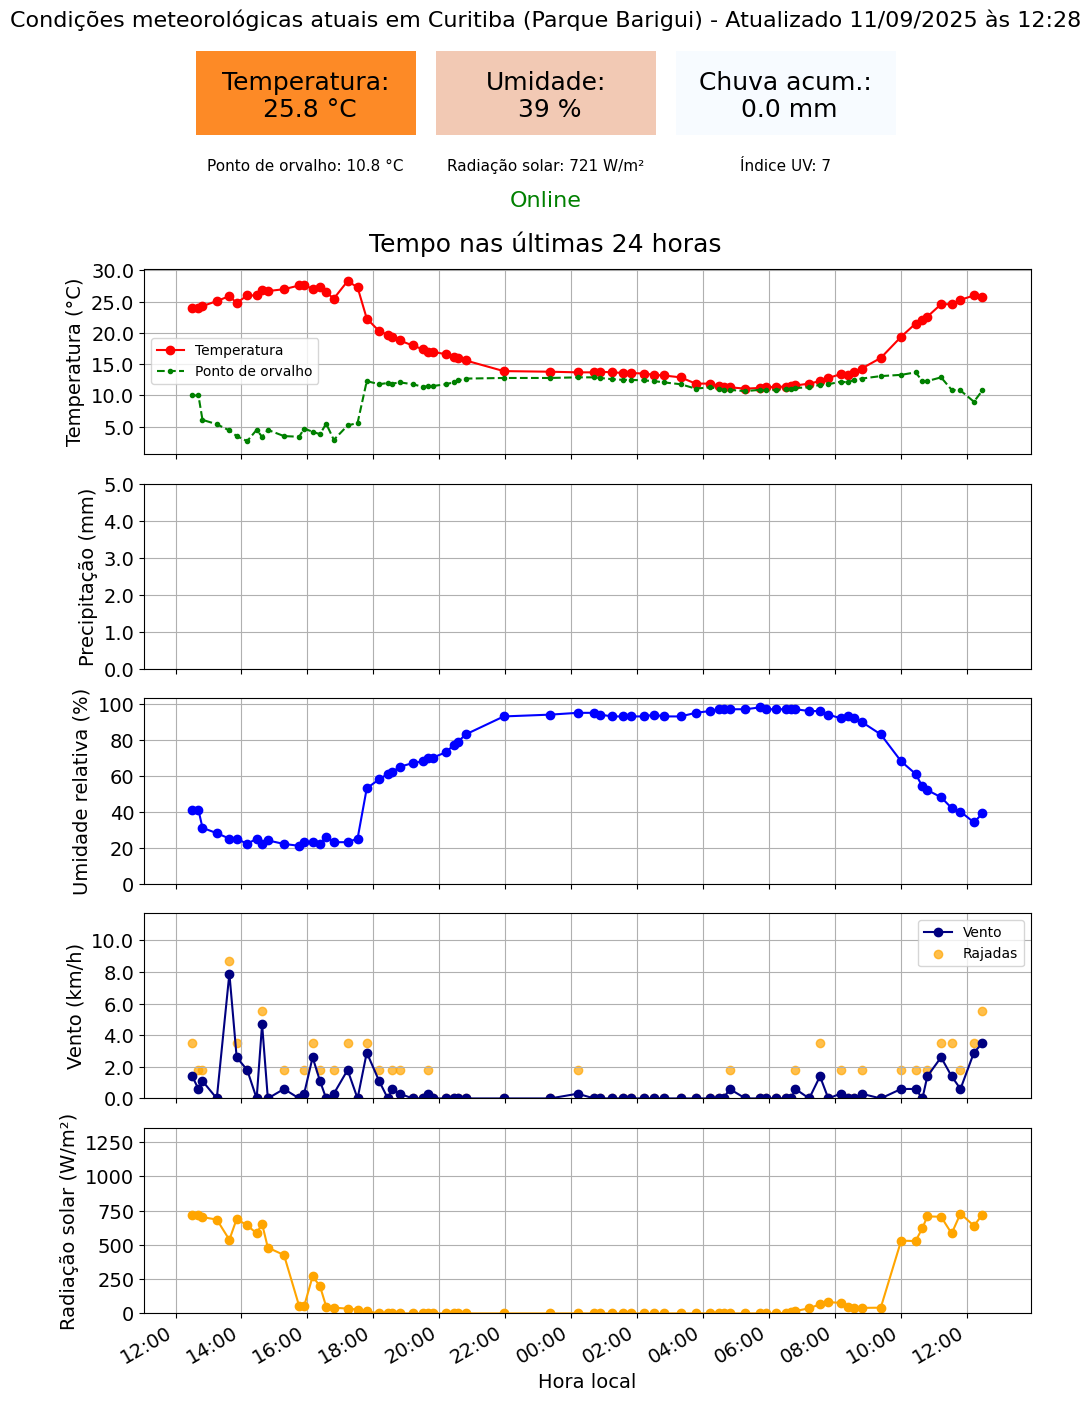 Condições meteorológicas atuais em Curitiba (Parque Barigui) - Atualizado 11/09/2025 às 12:28
Temperatura:
25.8 °C
Umidade:
39 %
Chuva acum.:
0.0 mm
Ponto de orvalho: 10.8 °C
Radiação solar: 721 W/m²
Índice UV: 7
Online
Tempo nas últimas 24 horas
Temperatura (°C)
30.0
25.0
20.0
15.0
10.0
5.0
Temperatura
Ponto de orvalho
Precipitação (mm)
5.0
4.0
3.0
2.0
1.0
0.0
Umidade relativa (%)
100
80
60
40
20
0
Vento (km/h)
10.0
8.0
6.0
4.0
2.0
0.0
Vento
Rajadas
Radiação solar (W/m²)
1250
1000
750
500
250
0
12:00
14:00
16:00
18:00
20:00
22:00
00:00
02:00
04:00
06:00
08:00
10:00
12:00
Hora local